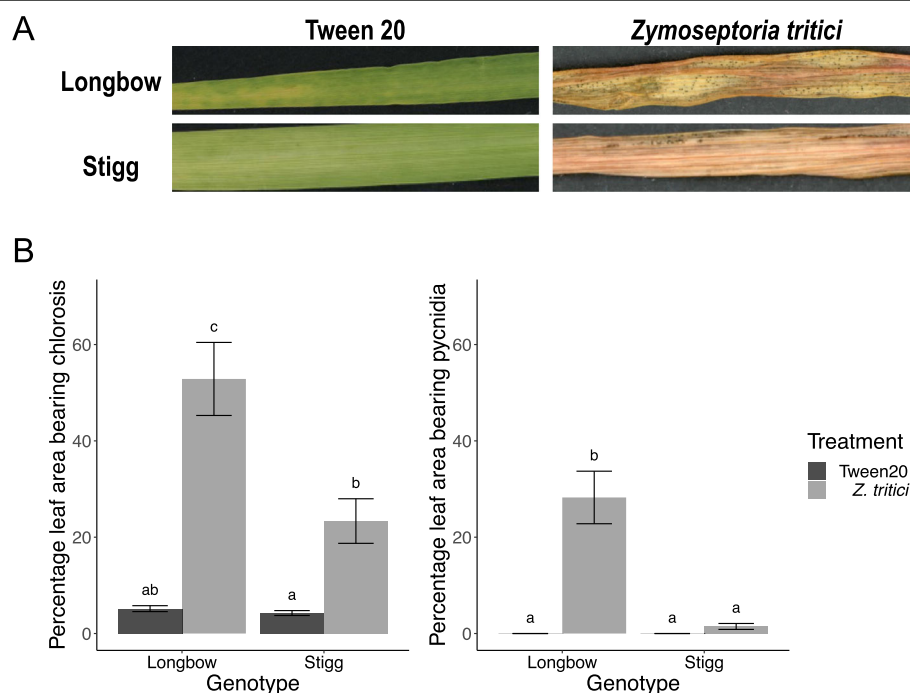 A
Tween 20
Zymoseptoria tritici
Longbow
Stigg
B
Percentage leaf area bearing chlorosis
60
40
20
0
ab
c
a
b
Longbow
Stigg
Genotype
Percentage leaf area bearing pycnidia
60
40
20
0
a
b
a
a
Longbow
Stigg
Genotype
Treatment
Tween20
Z. tritici